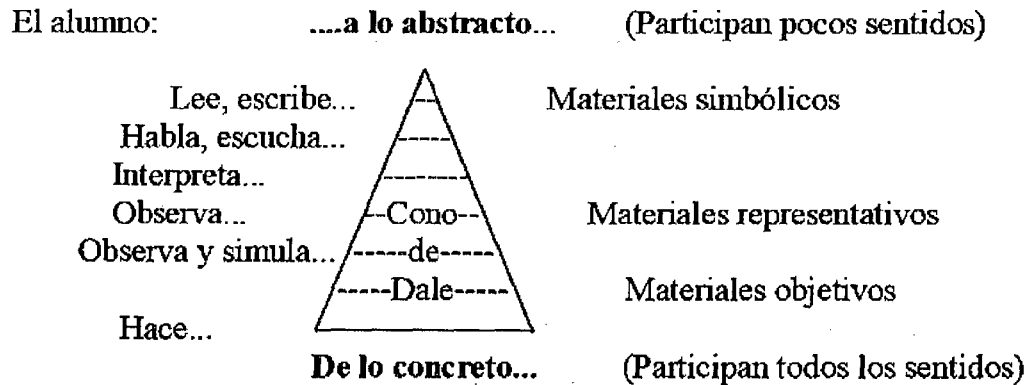 El alumno: ....a lo abstracto... (Participan pocos sentidos)
Lee, escribe... Materiales simbólicos
Habla, escucha...
Interpreta...
Observa... --Cono-- Materiales representativos
Observa y simula... -----de-----
-----Dale----- Materiales objetivos
Hace...
De lo concreto... (Participan todos los sentidos)